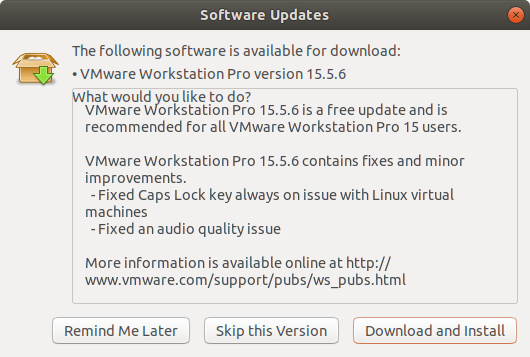 Software Updates
The following software is available for download:
• VMware Workstation Pro version 15.5.6
What would you like to do?
VMware Workstation Pro 15.5.6 is a free update and is
recommended for all VMware Workstation Pro 15 users.
VMware Workstation Pro 15.5.6 contains fixes and minor
improvements.
- Fixed Caps Lock key always on issue with Linux virtual
machines
- Fixed an audio quality issue
More information is available online at http://
www.vmware.com/support/pubs/ws_pubs.html
Remind Me Later
Skip this Version
Download and Install